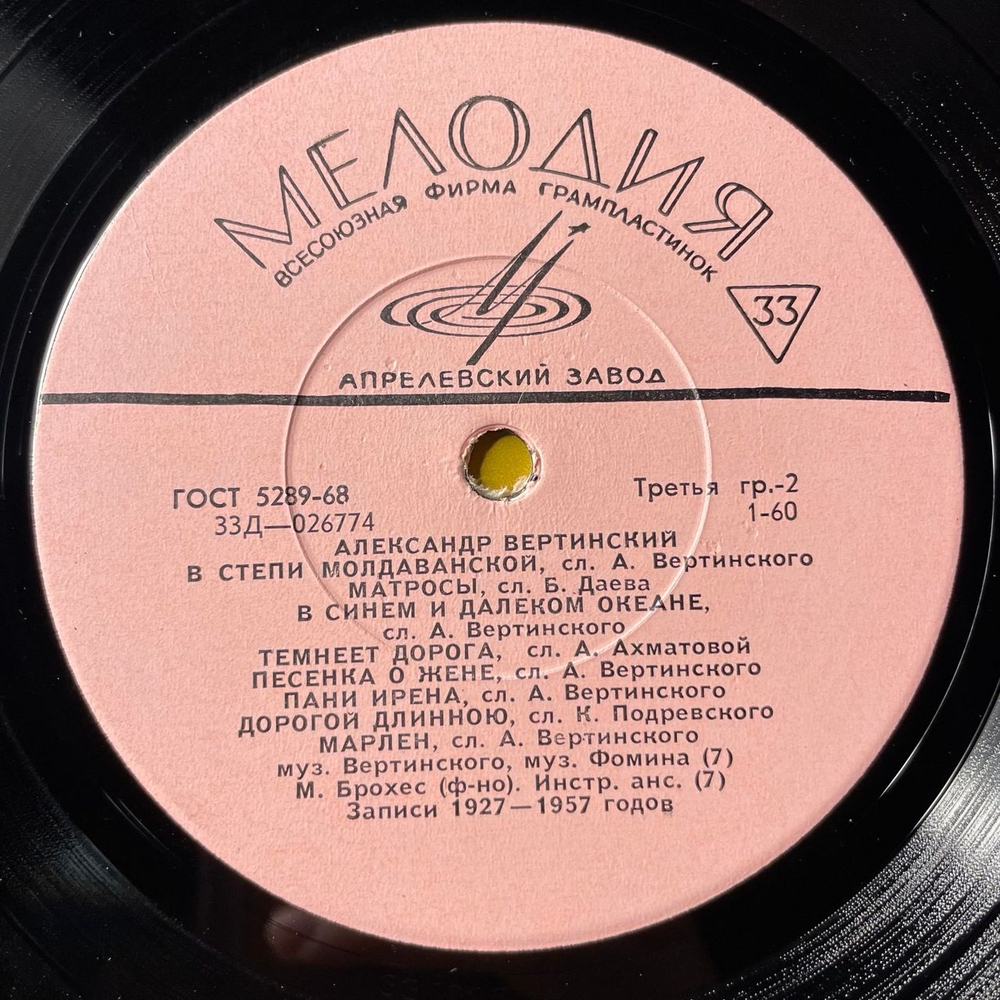 МЕЛОДИЯ
ВСЕСОЮЗНАЯ ФИРМА ГРАМПЛАСТИНОК
33
АПРЕЛЕВСКИЙ ЗАВОД
ГОСТ 5289-68
Третья гр.-2
33Д—026774
1-60
АЛЕКСАНДР ВЕРТИНСКИЙ
В СТЕПИ МОЛДАВАНСКОЙ, сл. А. Вертинского
МАТРОСЫ, сл. Б. Даева
В СИНЕМ И ДАЛЕКОМ ОКЕАНЕ,
сл. А. Вертинского
ТЕМНЕЕТ ДОРОГА, сл. А. Ахматовой
ПЕСЕНКА О ЖЕНЕ, сл. А. Вертинского
ПАНИ ИРЕНА, сл. А. Вертинского
ДОРОГОЙ ДЛИННОЮ, сл. К. Подревского
МАРЛЕН, сл. А. Вертинского
муз. Вертинского, муз. Фомина (7)
М. Брохес (ф-но). Инстр. анс. (7)
Записи 1927—1957 годов